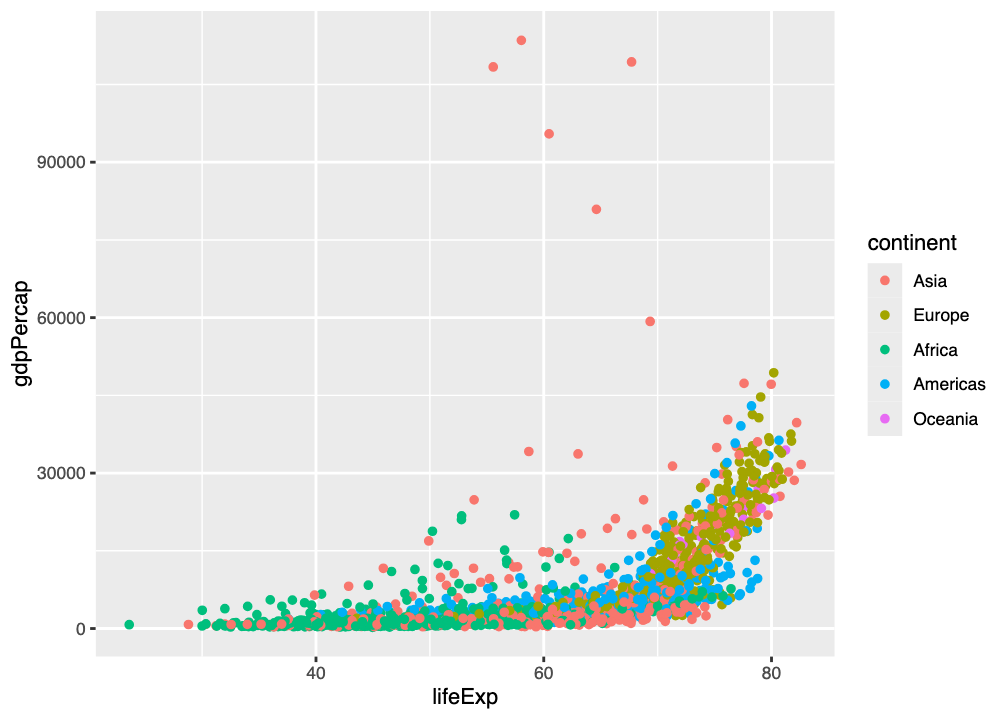 90000
60000
30000
0
gdpPercap
40 60 80
lifeExp
continent
Asia
Europe
Africa
Americas
Oceania